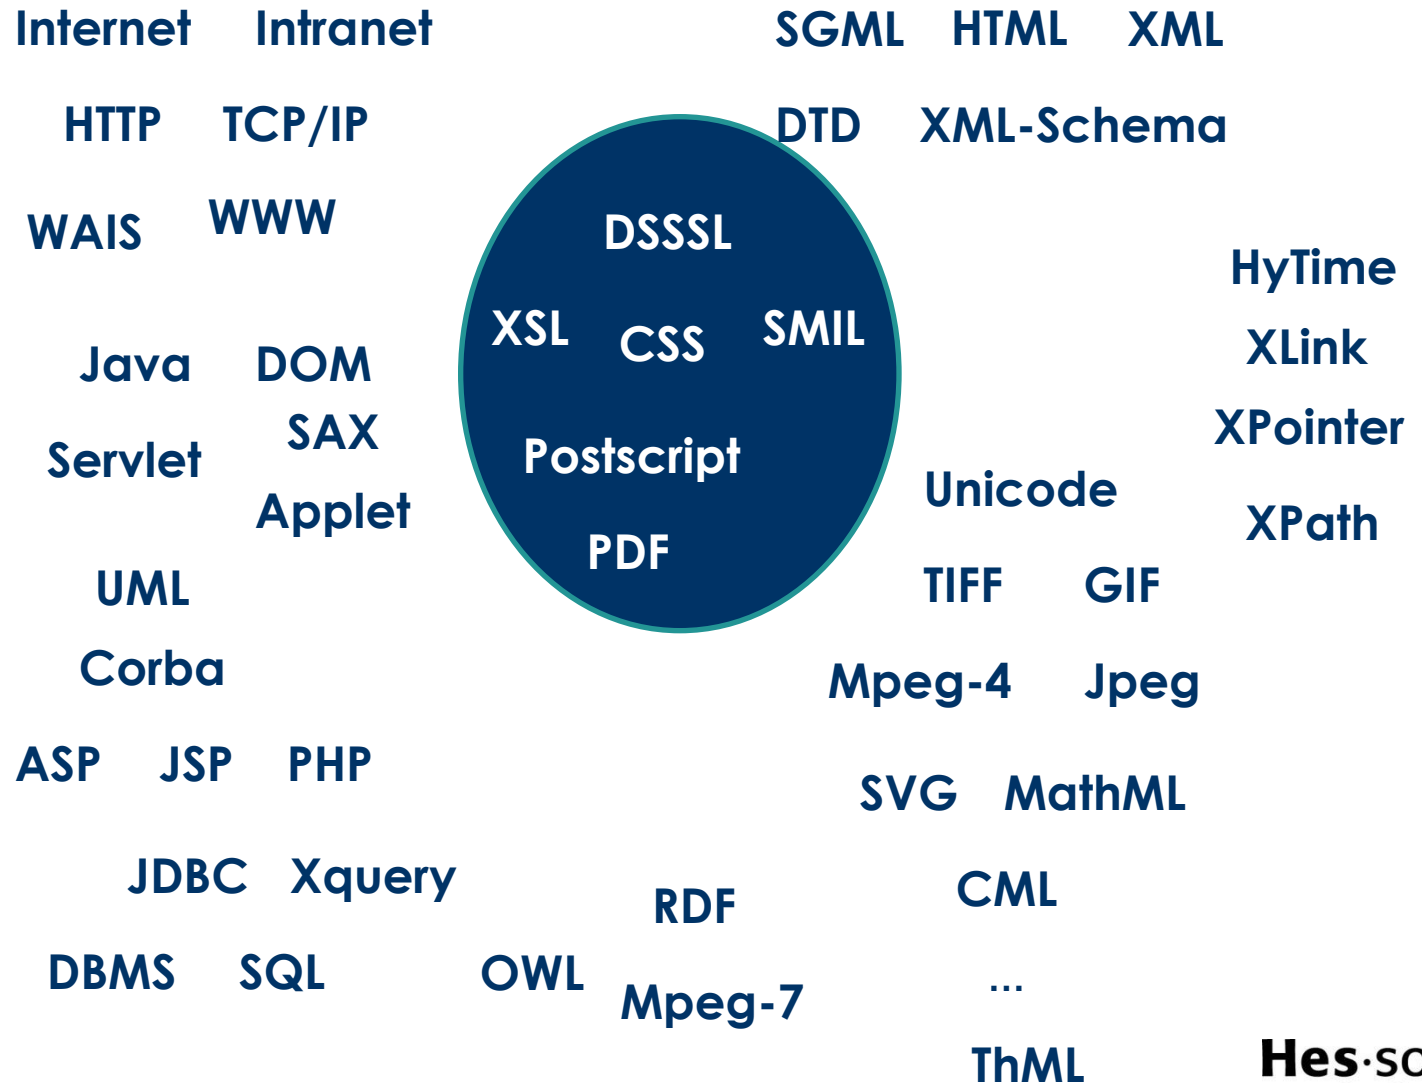 Internet Intranet SGML HTML XML
HTTP TCP/IP DTD XML-Schema
WAIS WWW DSSSL
HyTime
XSL CSS SMIL
XLink
Java DOM
SAX XPointer
Servlet Postscript
Unicode
Applet XPath
PDF
UML TIFF GIF
Corba Mpeg-4 Jpeg
ASP JSP PHP
SVG MathML
JDBC Xquery CML
RDF
DBMS SQL OWL ...
Mpeg-7
ThML Hes·so